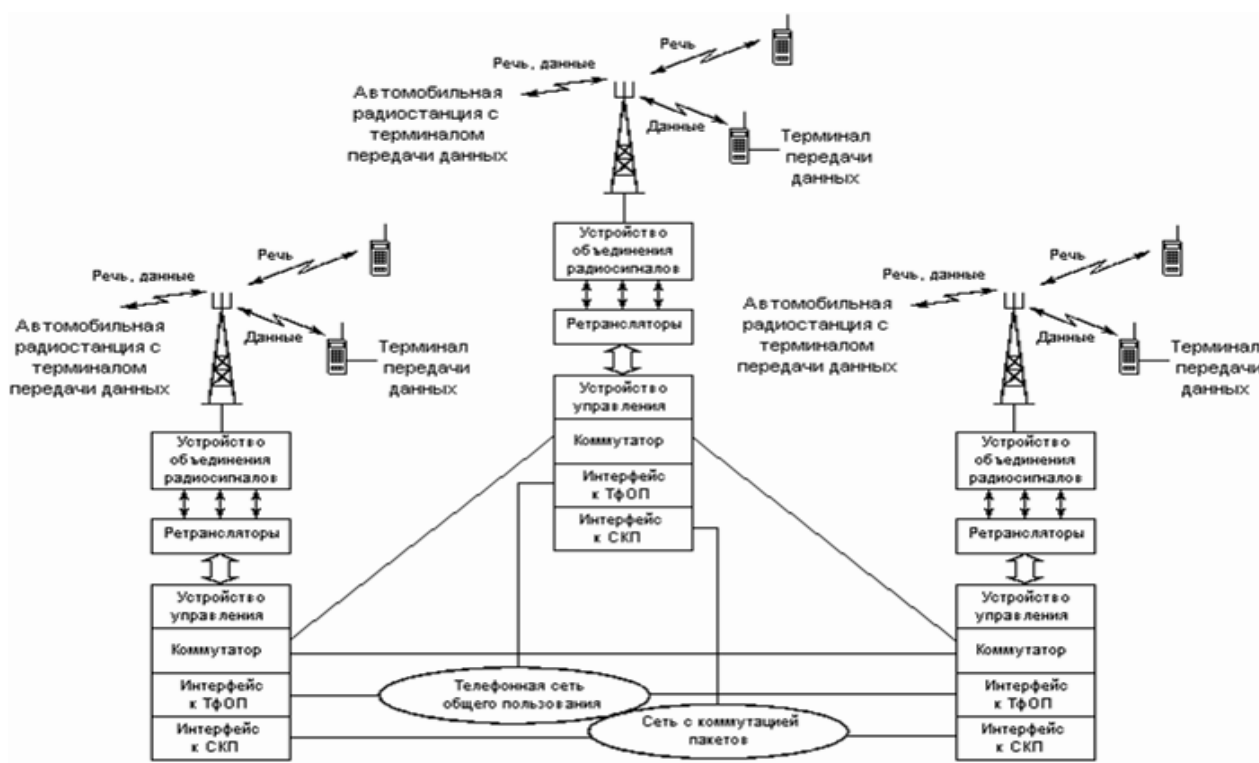 Речь
Речь, данные
Автомобильная
радиостанция с
терминалом
передачи данных
Данные
Терминал
передачи
данных
Устройство
объединения
радиосигналов
Ретрансляторы
Устройство
управления
Коммутатор
Интерфейс
к ТфОП
Интерфейс
к СКП
Речь
Речь, данные
Автомобильная
радиостанция с
терминалом
передачи данных
Данные
Терминал
передачи
данных
Устройство
объединения
радиосигналов
Ретрансляторы
Устройство
управления
Коммутатор
Интерфейс
к ТфОП
Интерфейс
к СКП
Речь
Речь, данные
Автомобильная
радиостанция с
терминалом
передачи данных
Данные
Терминал
передачи
данных
Устройство
объединения
радиосигналов
Ретрансляторы
Устройство
управления
Коммутатор
Интерфейс
к ТфОП
Интерфейс
к СКП
Телефонная сеть
общего пользования
Сеть с коммутацией
пакетов